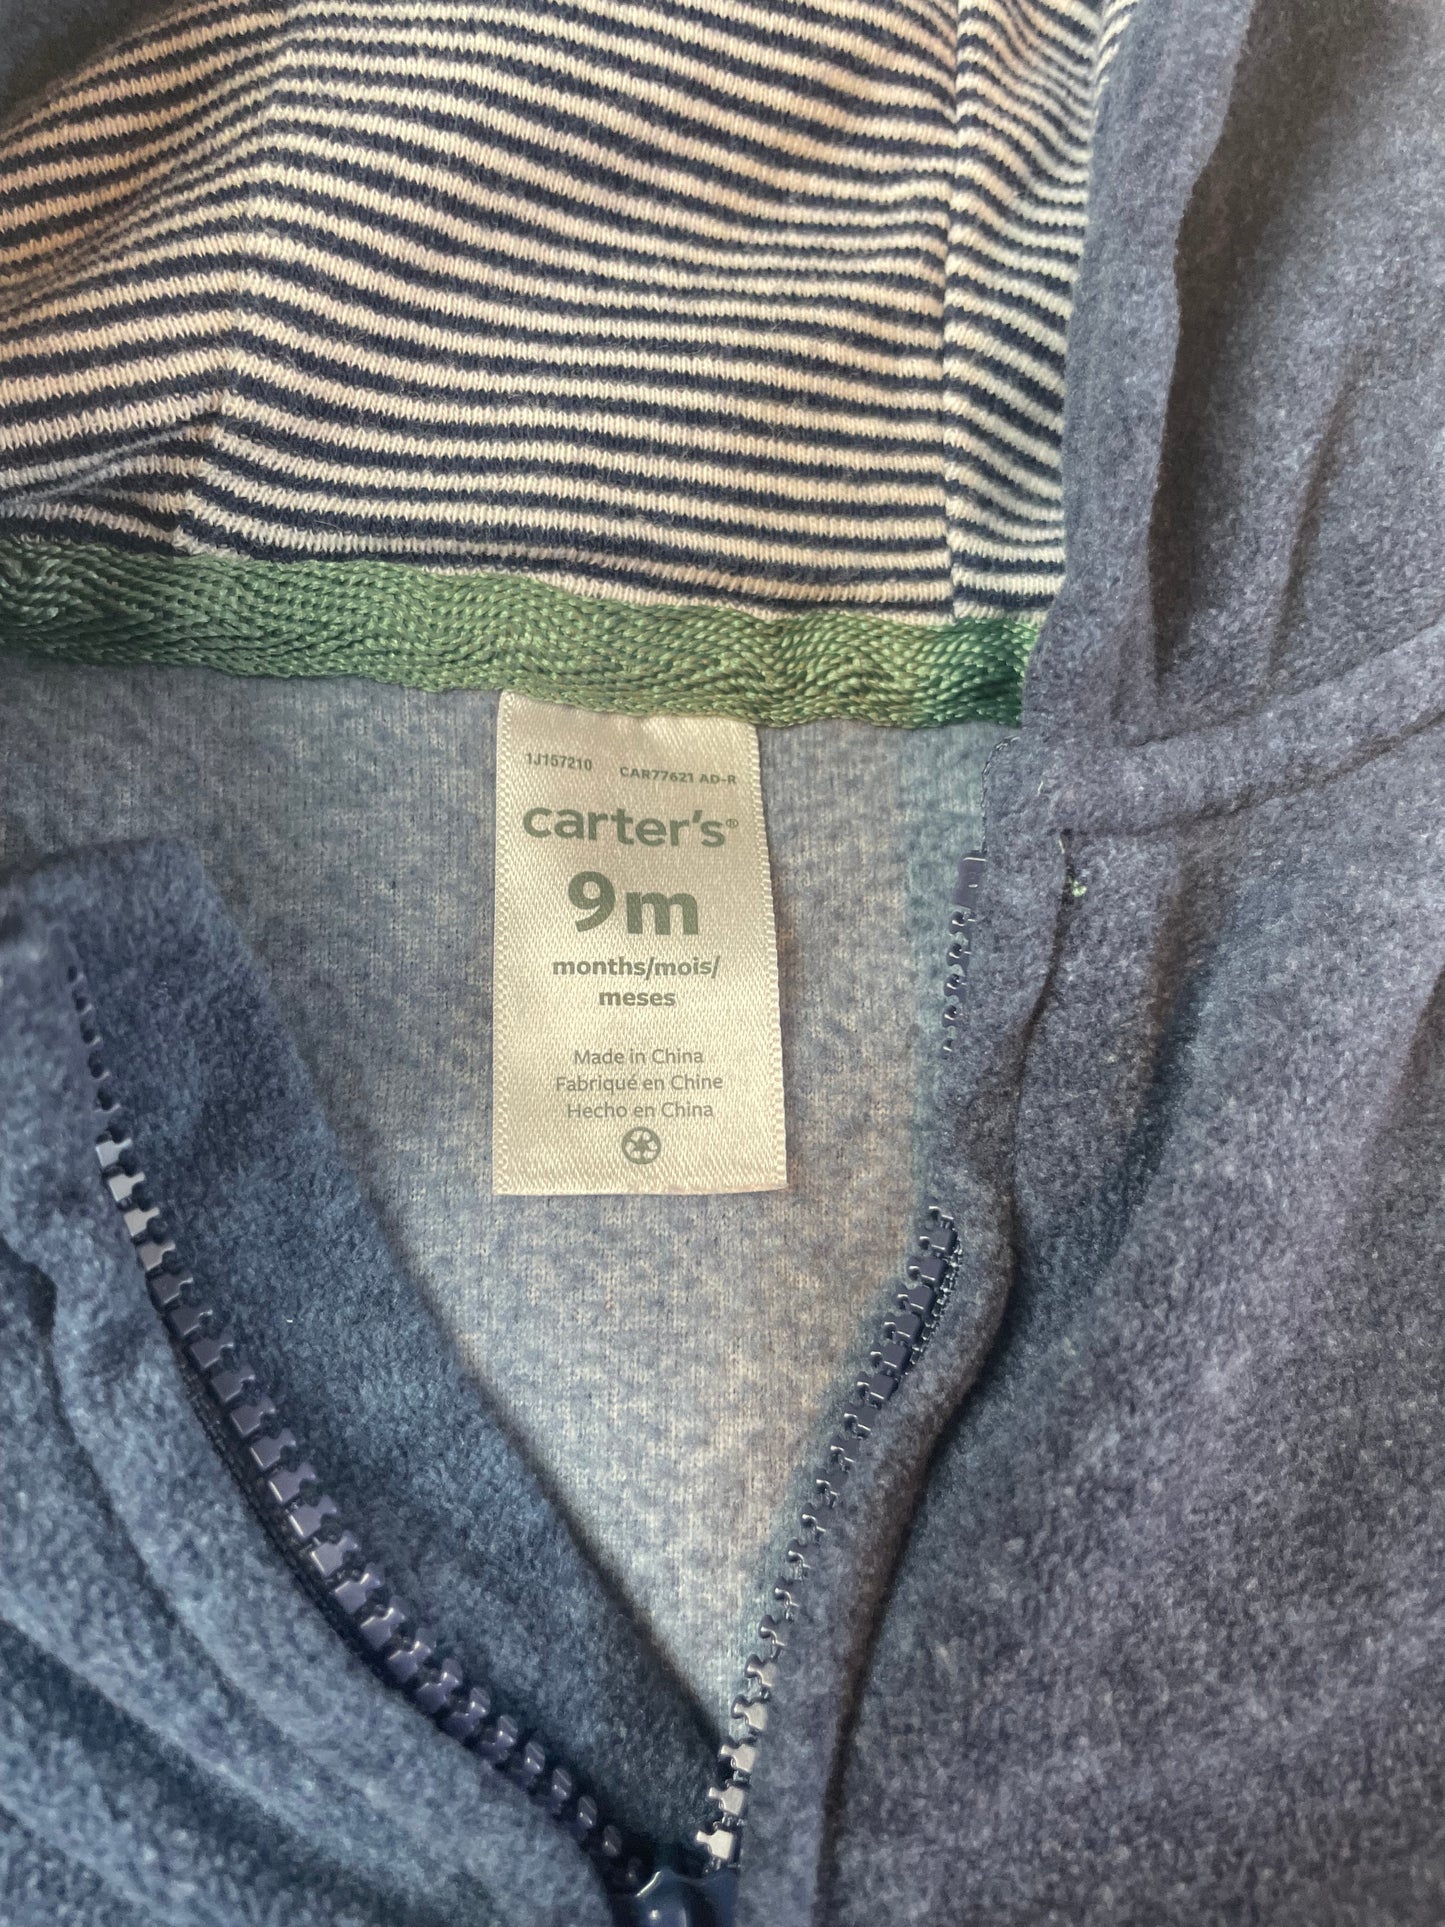 1J157210 CAR77621 AD-R
carter's®
9m
months/mois/
meses
Made in China
Fabriqué en Chine
Hecho en China